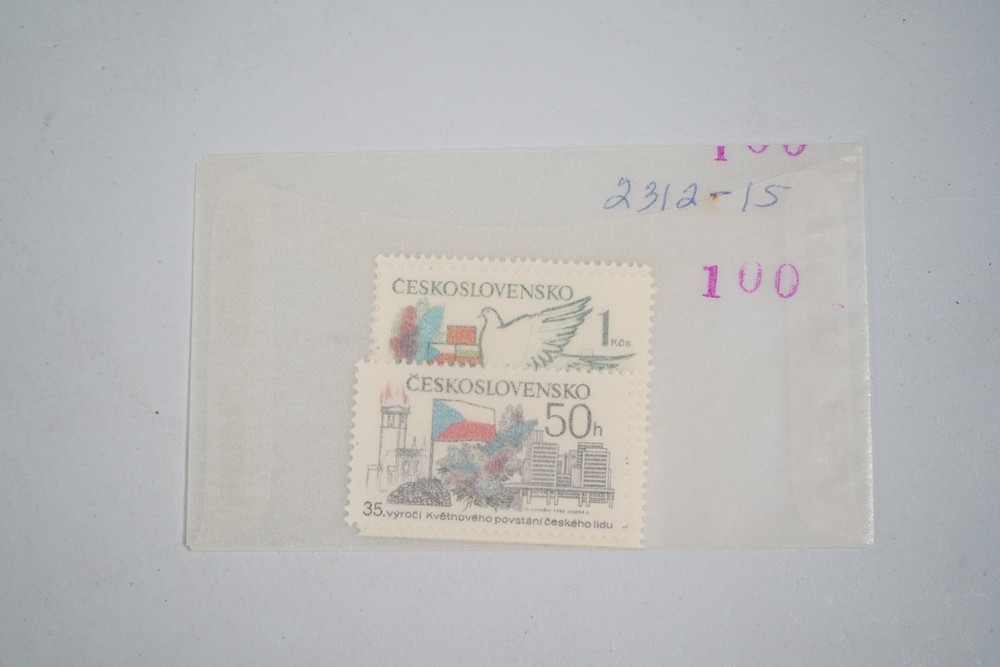 100
2312-15
100
ČESKOSLOVENSKO
1 Kčs
ČESKOSLOVENSKO
50h
35. výročí Květnového povstání českého lidu